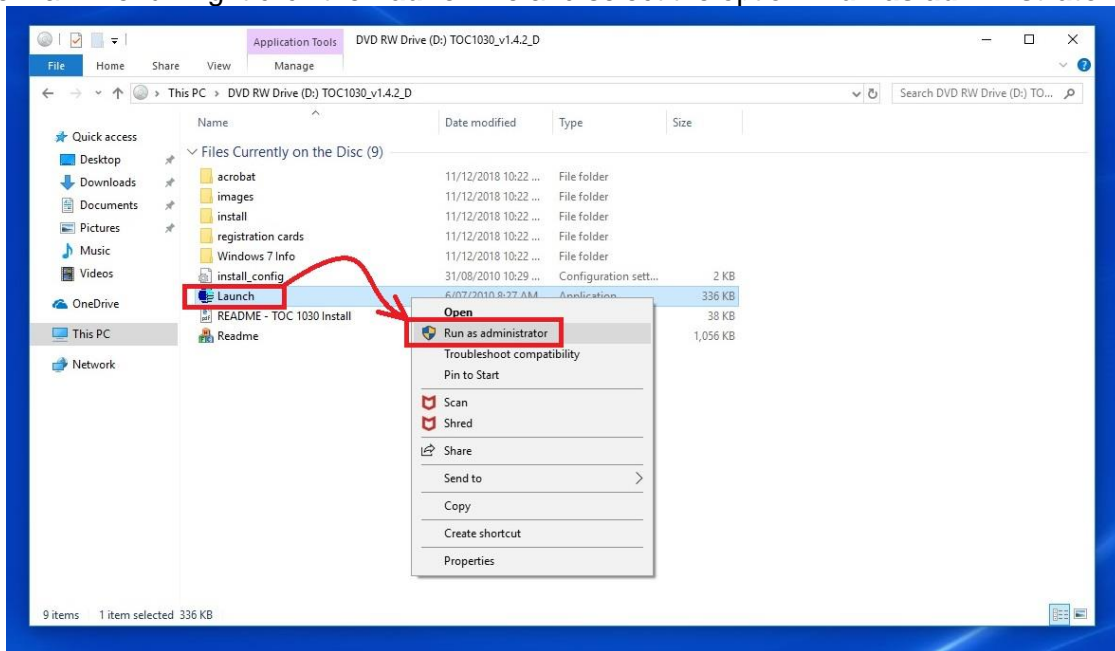 Application Tools DVD RW Drive (D:) TOC1030_v1.4.2_D
File Home Share View Manage
This PC > DVD RW Drive (D:) TOC1030_v1.4.2_D Search DVD RW Drive (D:) TO...
Name Date modified Type Size
Quick access
Desktop
Downloads
Documents
Pictures
Music
Videos
OneDrive
This PC
Network
Files Currently on the Disc (9)
acrobat 11/12/2018 10:22 ... File folder
images 11/12/2018 10:22 ... File folder
install 11/12/2018 10:22 ... File folder
registration cards 11/12/2018 10:22 ... File folder
Windows 7 Info 11/12/2018 10:22 ... File folder
install_config 31/08/2010 10:29 ... Configuration sett... 2 KB
Launch 6/07/2010 8:27 AM Application 336 KB
README - TOC 1030 Install 38 KB
Readme 1,056 KB
Open
Run as administrator
Troubleshoot compatibility
Pin to Start
Scan
Shred
Share
Send to
Copy
Create shortcut
Properties
9 items 1 item selected 336 KB